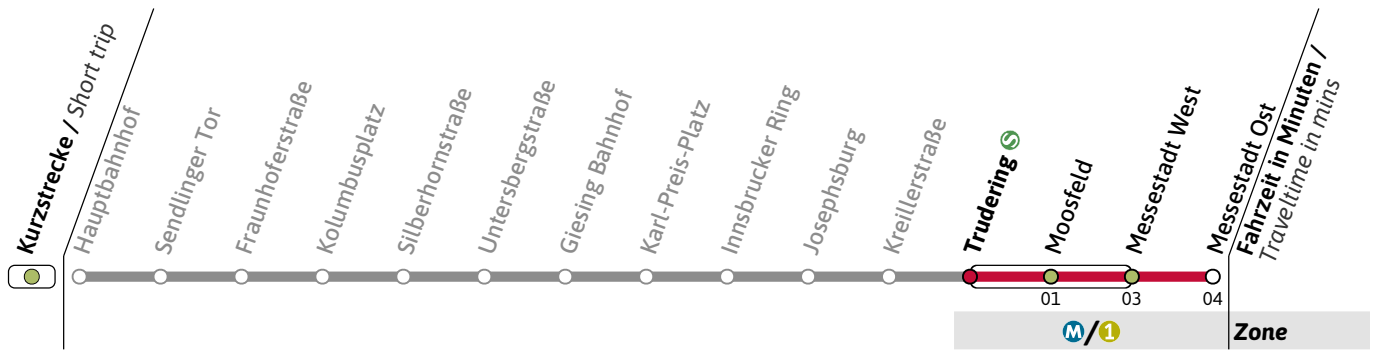 Kurzstrecke / Short trip
Hauptbahnhof
Sendlinger Tor
Fraunhoferstraße
Kolumbusplatz
Silberhornstraße
Untersbergstraße
Giesing Bahnhof
Karl-Preis-Platz
Innsbrucker Ring
Josephsburg
Kreillerstraße
Trudering S
Moosfeld
Messestadt West
Messestadt Ost
Fahrzeit in Minuten /
Traveltime in mins
01 03 04
M/1 Zone